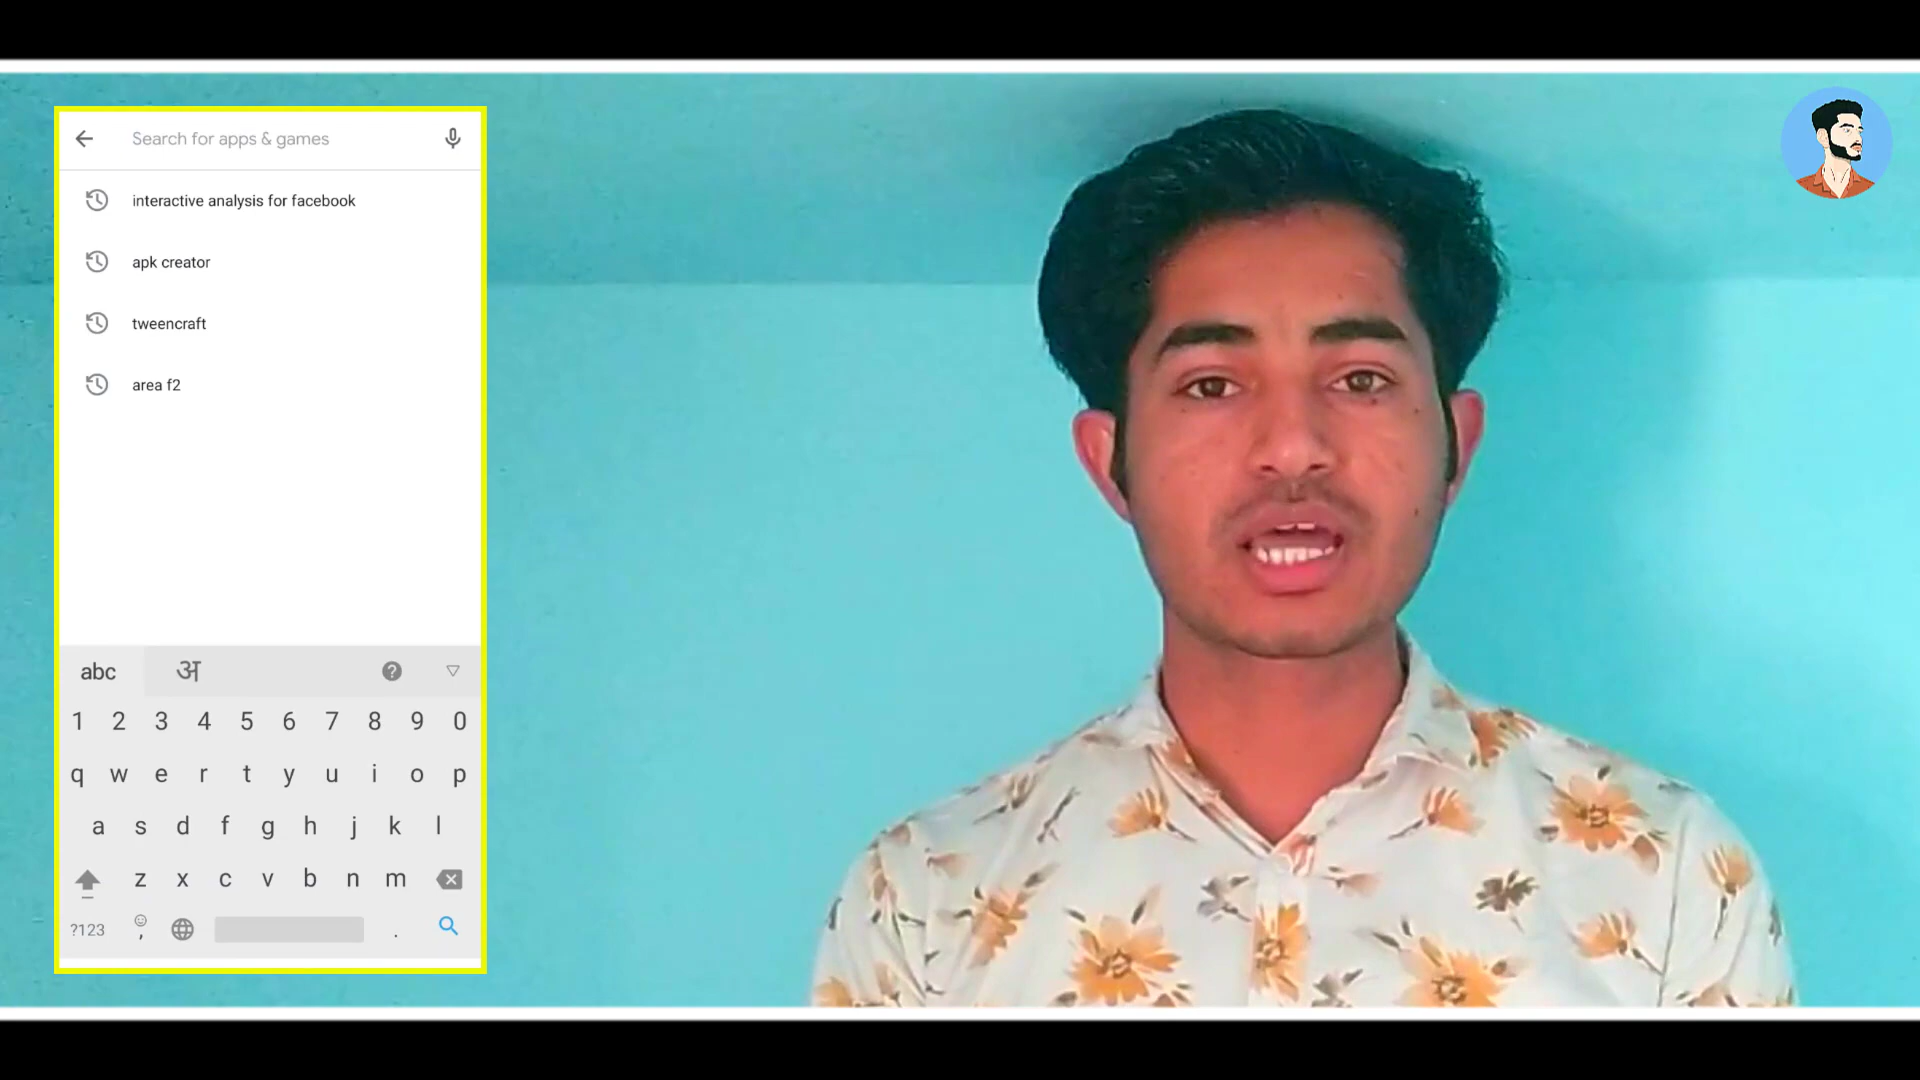 Search for apps & games
interactive analysis for facebook
apk creator
tweencraft
area f2
abc अ ?
1 2 3 4 5 6 7 8 9 0
q w e r t y u i o p
a s d f g h j k l
z x c v b n m
?123 , .